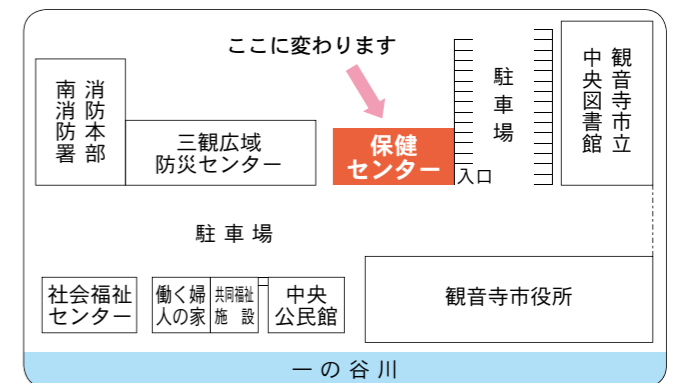 ここに変わります
消防本部
南消防署
三観広域
防災センター
保健
センター
入口
駐車場
観音寺市立
中央図書館
駐車場
社会福祉
センター
働く婦
人の家
共同福祉
施設
中央
公民館
観音寺市役所
一の谷川